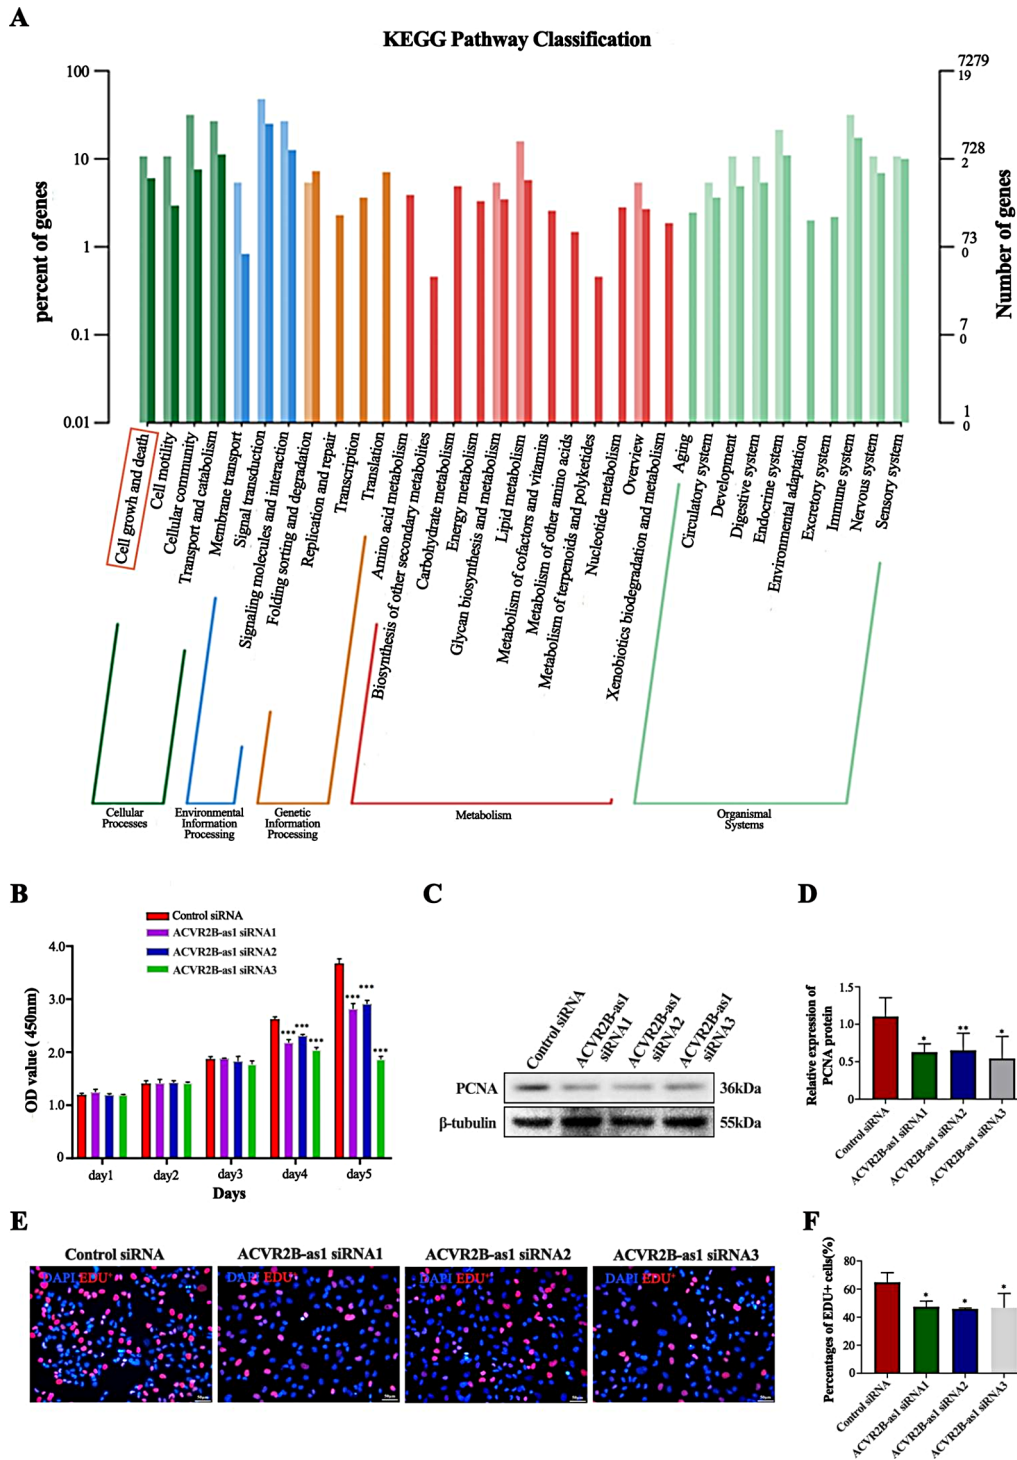 A
KEGG Pathway Classification
percent of genes
100
10
1
0.1
0.01
7279
19
728
2
73
0
7
0
1
0
Number of genes
Cell growth and death
Cell motility
Cellular community
Transport and catabolism
Membrane transport
Signal transduction
Signaling molecules and interaction
Folding sorting and degradation
Replication and repair
Transcription
Translation
Amino acid metabolism
Biosynthesis of other secondary metabolites
Carbohydrate metabolism
Energy metabolism
Glycan biosynthesis and metabolism
Lipid metabolism
Metabolism of cofactors and vitamins
Metabolism of other amino acids
Metabolism of terpenoids and polyketides
Nucleotide metabolism
Overview
Xenobiotics biodegradation and metabolism
Aging
Circulatory system
Development
Digestive system
Endocrine system
Environmental adaptation
Excretory system
Immune system
Nervous system
Sensory system
Cellular
Processes
Environmental
Information
Processing
Genetic
Information
Processing
Metabolism
Organismal
Systems
B
Control siRNA
ACVR2B-as1 siRNA1
ACVR2B-as1 siRNA2
ACVR2B-as1 siRNA3
OD value ( 450nm)
4.0
3.0
2.0
1.0
0
***
***
***
***
***
***
day1
day2
day3
day4
day5
Days
C
Control siRNA
ACVR2B-as1
siRNA1
ACVR2B-as1
siRNA2
ACVR2B-as1
siRNA3
PCNA
36kDa
β-tubulin
55kDa
D
Relative expression of
PCNA protein
1.5
1.0
0.5
0
*
**
*
Control siRNA
ACVR2B-as1 siRNA1
ACVR2B-as1 siRNA2
ACVR2B-as1 siRNA3
E
Control siRNA
ACVR2B-as1 siRNA1
ACVR2B-as1 siRNA2
ACVR2B-as1 siRNA3
DAPI EDU+
DAPI EDU+
DAPI EDU+
DAPI EDU+
50μm
50μm
50μm
50μm
F
Percentages of EDU+ cells(%)
80
60
40
20
0
*
*
*
Control siRNA
ACVR2B-as1 siRNA1
ACVR2B-as1 siRNA2
ACVR2B-as1 siRNA3